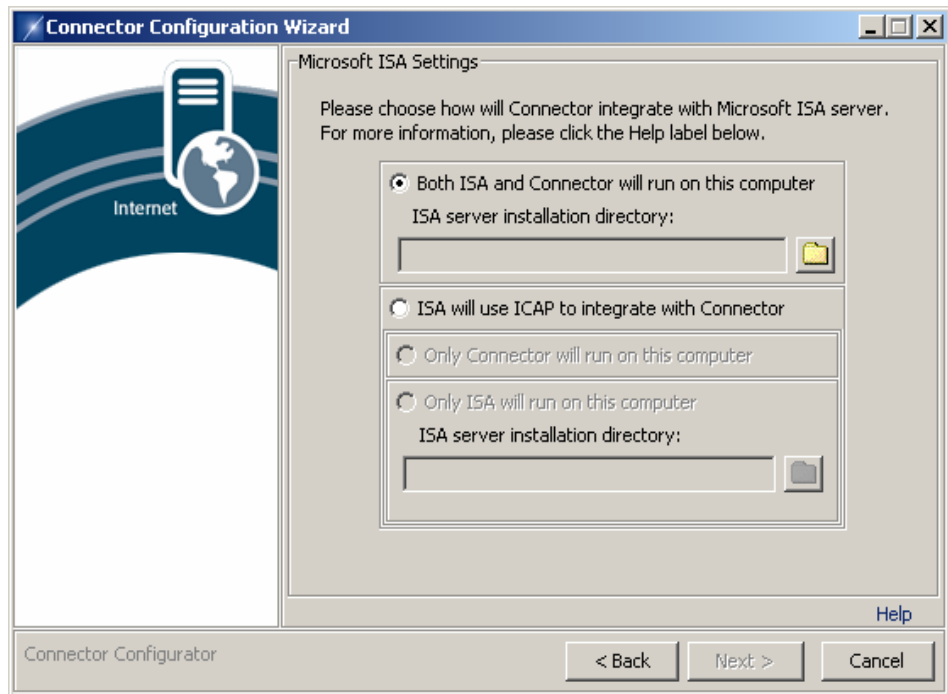 Connector Configuration Wizard
Microsoft ISA Settings
Please choose how will Connector integrate with Microsoft ISA server.
For more information, please click the Help label below.
Internet
Both ISA and Connector will run on this computer
ISA server installation directory:
ISA will use ICAP to integrate with Connector
Only Connector will run on this computer
Only ISA will run on this computer
ISA server installation directory:
Help
Connector Configurator
< Back
Next >
Cancel